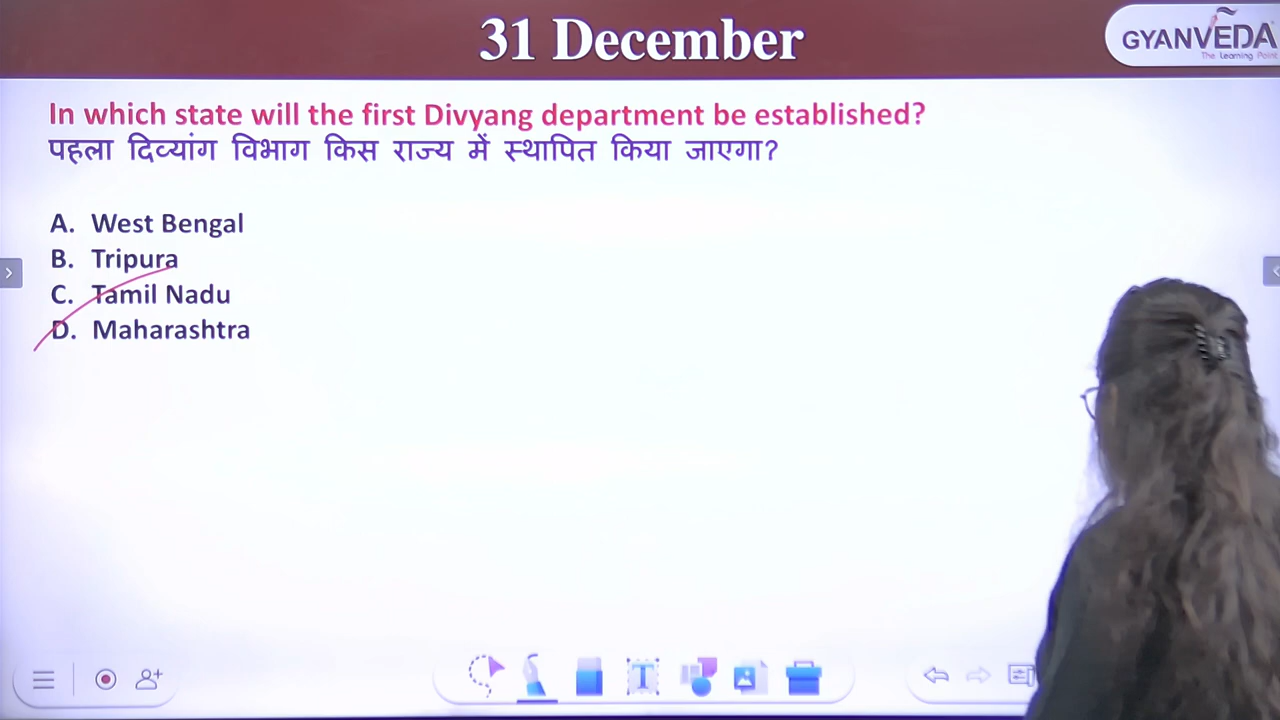 31 December
GYANVEDA
The Learning Point
In which state will the first Divyang department be established?
पहला दिव्यांग विभाग किस राज्य में स्थापित किया जाएगा?
A. West Bengal
B. Tripura
C. Tamil Nadu
D. Maharashtra
T